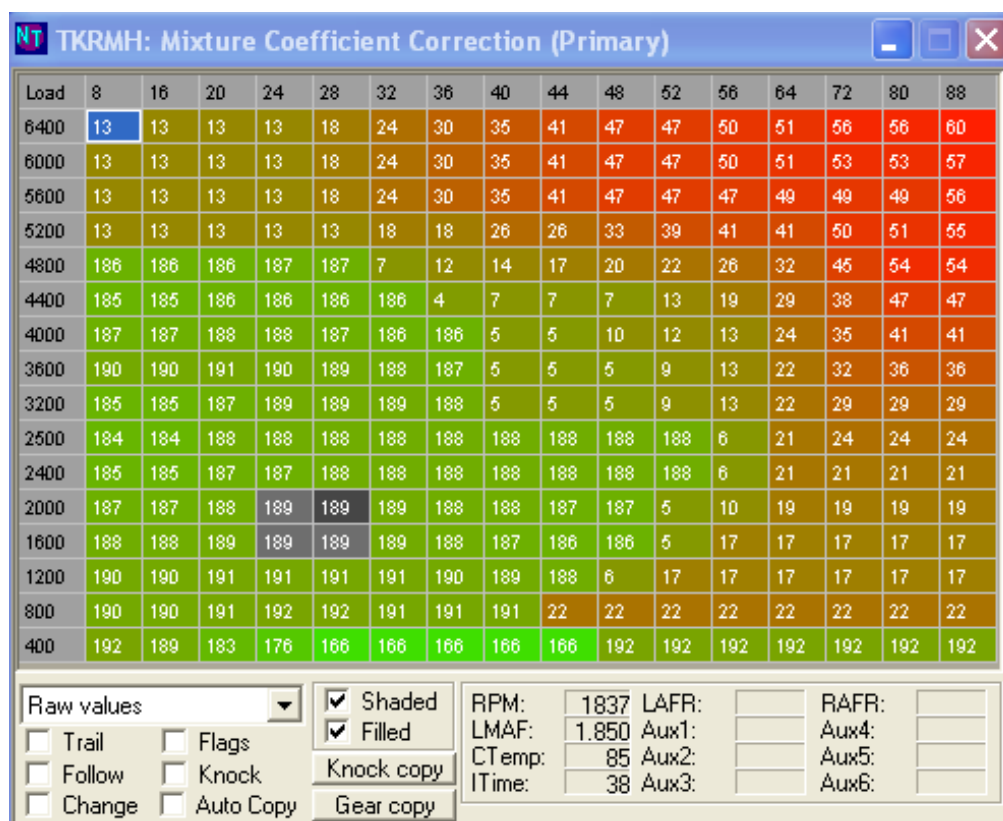 NT TKRMH: Mixture Coefficient Correction (Primary)
Load 8 16 20 24 28 32 36 40 44 48 52 56 64 72 80 88
6400 13 13 13 13 18 24 30 35 41 47 47 50 51 56 56 60
6000 13 13 13 13 18 24 30 35 41 47 47 50 51 53 53 57
5600 13 13 13 13 18 24 30 35 41 47 47 47 49 49 49 56
5200 13 13 13 13 13 18 18 26 26 33 39 41 41 50 51 55
4800 186 186 186 187 187 7 12 14 17 20 22 26 32 45 54 54
4400 185 185 186 186 186 186 4 7 7 7 13 19 29 38 47 47
4000 187 187 188 188 187 186 186 5 5 10 12 13 24 35 41 41
3600 190 190 191 190 189 188 187 5 5 5 9 13 22 32 36 36
3200 185 185 187 189 189 189 188 5 5 5 9 13 22 29 29 29
2500 184 184 188 188 188 188 188 188 188 188 188 6 21 24 24 24
2400 185 185 187 187 188 188 188 188 188 188 188 6 21 21 21 21
2000 187 187 188 189 189 189 188 188 187 187 5 10 19 19 19 19
1600 188 188 189 189 189 189 188 187 186 186 5 17 17 17 17 17
1200 190 190 191 191 191 191 190 189 188 6 17 17 17 17 17 17
800 190 190 191 192 192 191 191 191 22 22 22 22 22 22 22 22
400 192 189 183 176 166 166 166 166 166 192 192 192 192 192 192 192
Raw values Shaded RPM: 1837 LAFR: RAFR:
Trail Flags Filled LMAF: 1.850 Aux1: Aux4:
Follow Knock Knock copy CTemp: 85 Aux2: Aux5:
Change Auto Copy Gear copy ITime: 38 Aux3: Aux6: